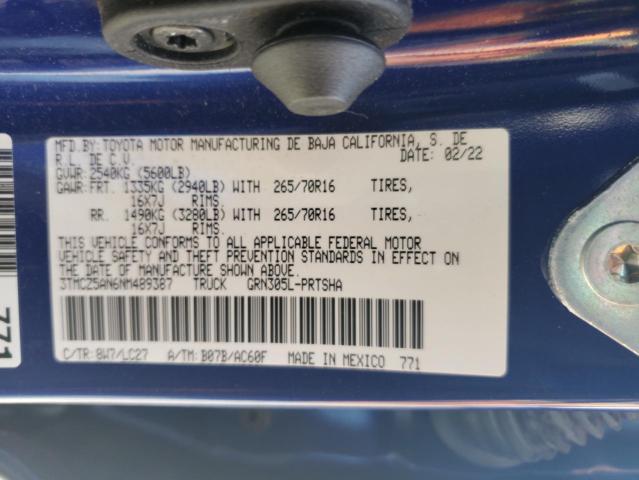 MFD.BY:TOYOTA MOTOR MANUFACTURING DE BAJA CALIFORNIA, S. DE
R.L. DE C.V. DATE: 02/22
GVWR: 2540KG (5600LB)
GAWR:FRT. 1335KG (2940LB) WITH 265/70R16 TIRES,
16X7J RIMS,
RR. 1490KG (3280LB) WITH 265/70R16 TIRES,
16X7J RIMS.
THIS VEHICLE CONFORMS TO ALL APPLICABLE FEDERAL MOTOR
VEHICLE SAFETY AND THEFT PREVENTION STANDARDS IN EFFECT ON
THE DATE OF MANUFACTURE SHOWN ABOVE.
3TMCZ5AN6NM489387 TRUCK GRN305L-PRTSHA
C/TR: 8W7/LC27 A/TM: B07B/AC60F MADE IN MEXICO 771
771